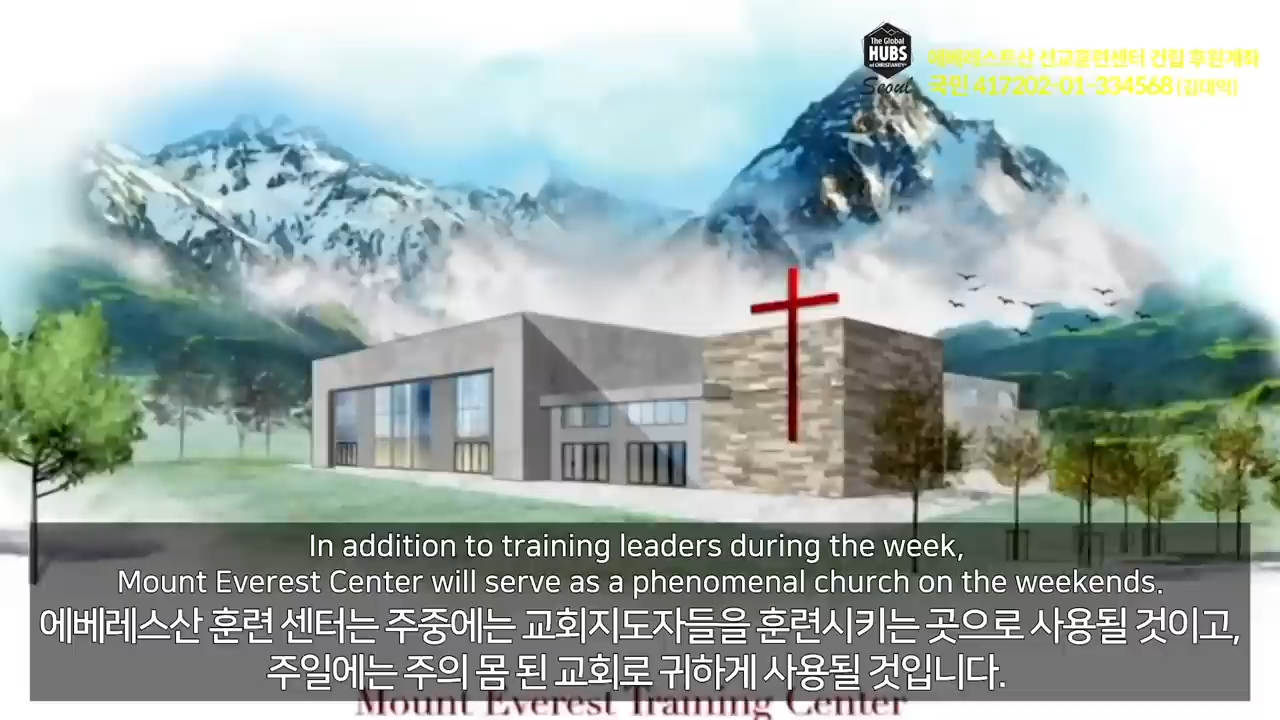 The Global
HUBS
of CHRISTIANITY
Seoul
에베레스트산 선교훈련센터 건립 후원계좌
국민 417202-01-334568 (김대억)
In addition to training leaders during the week,
Mount Everest Center will serve as a phenomenal church on the weekends.
에베레스산 훈련 센터는 주중에는 교회지도자들을 훈련시키는 곳으로 사용될 것이고,
주일에는 주의 몸 된 교회로 귀하게 사용될 것입니다.
Mount Everest Training Center